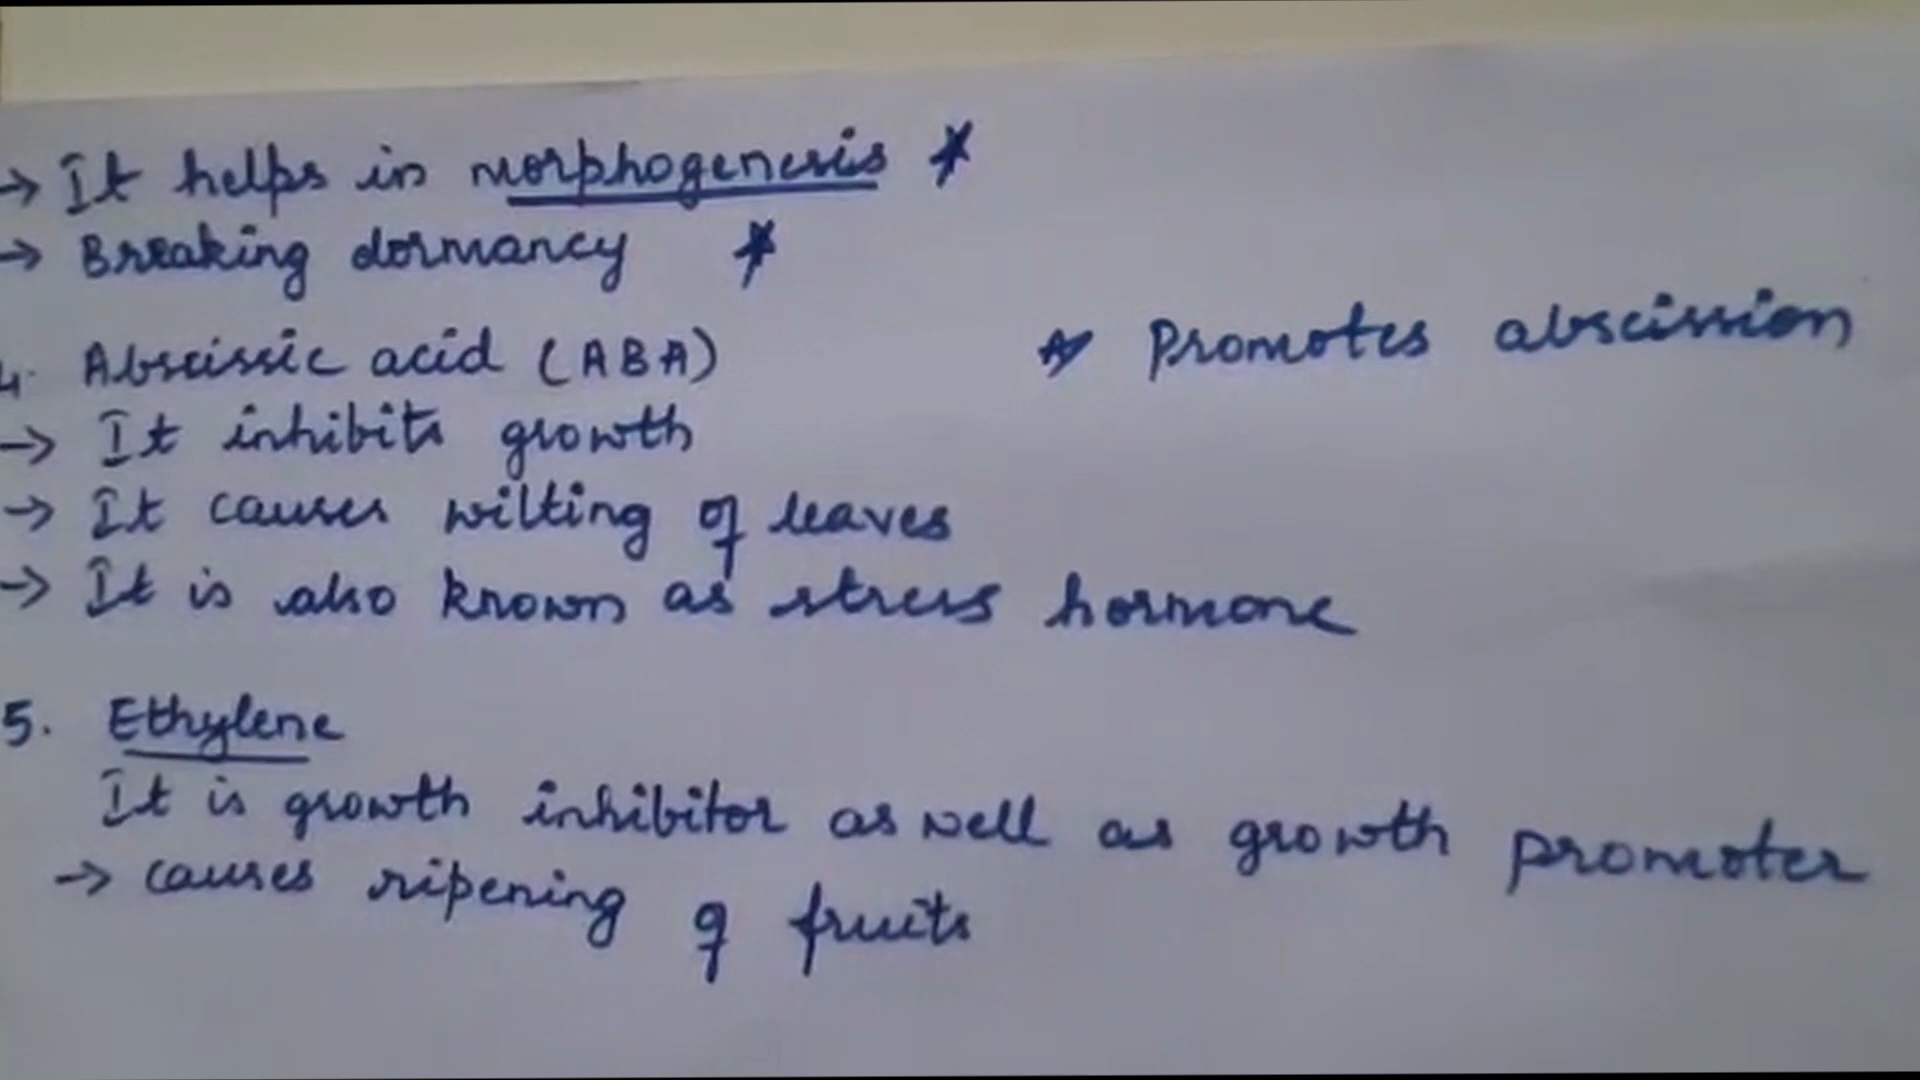 → It helps in morphogenesis *
→ Breaking dormancy *
4. Abscissic acid (ABA) * Promotes abscission
→ It inhibits growth
→ It causes wilting of leaves
→ It is also known as stress hormone
5. Ethylene
It is growth inhibitor as well as growth promoter
→ causes ripening of fruits